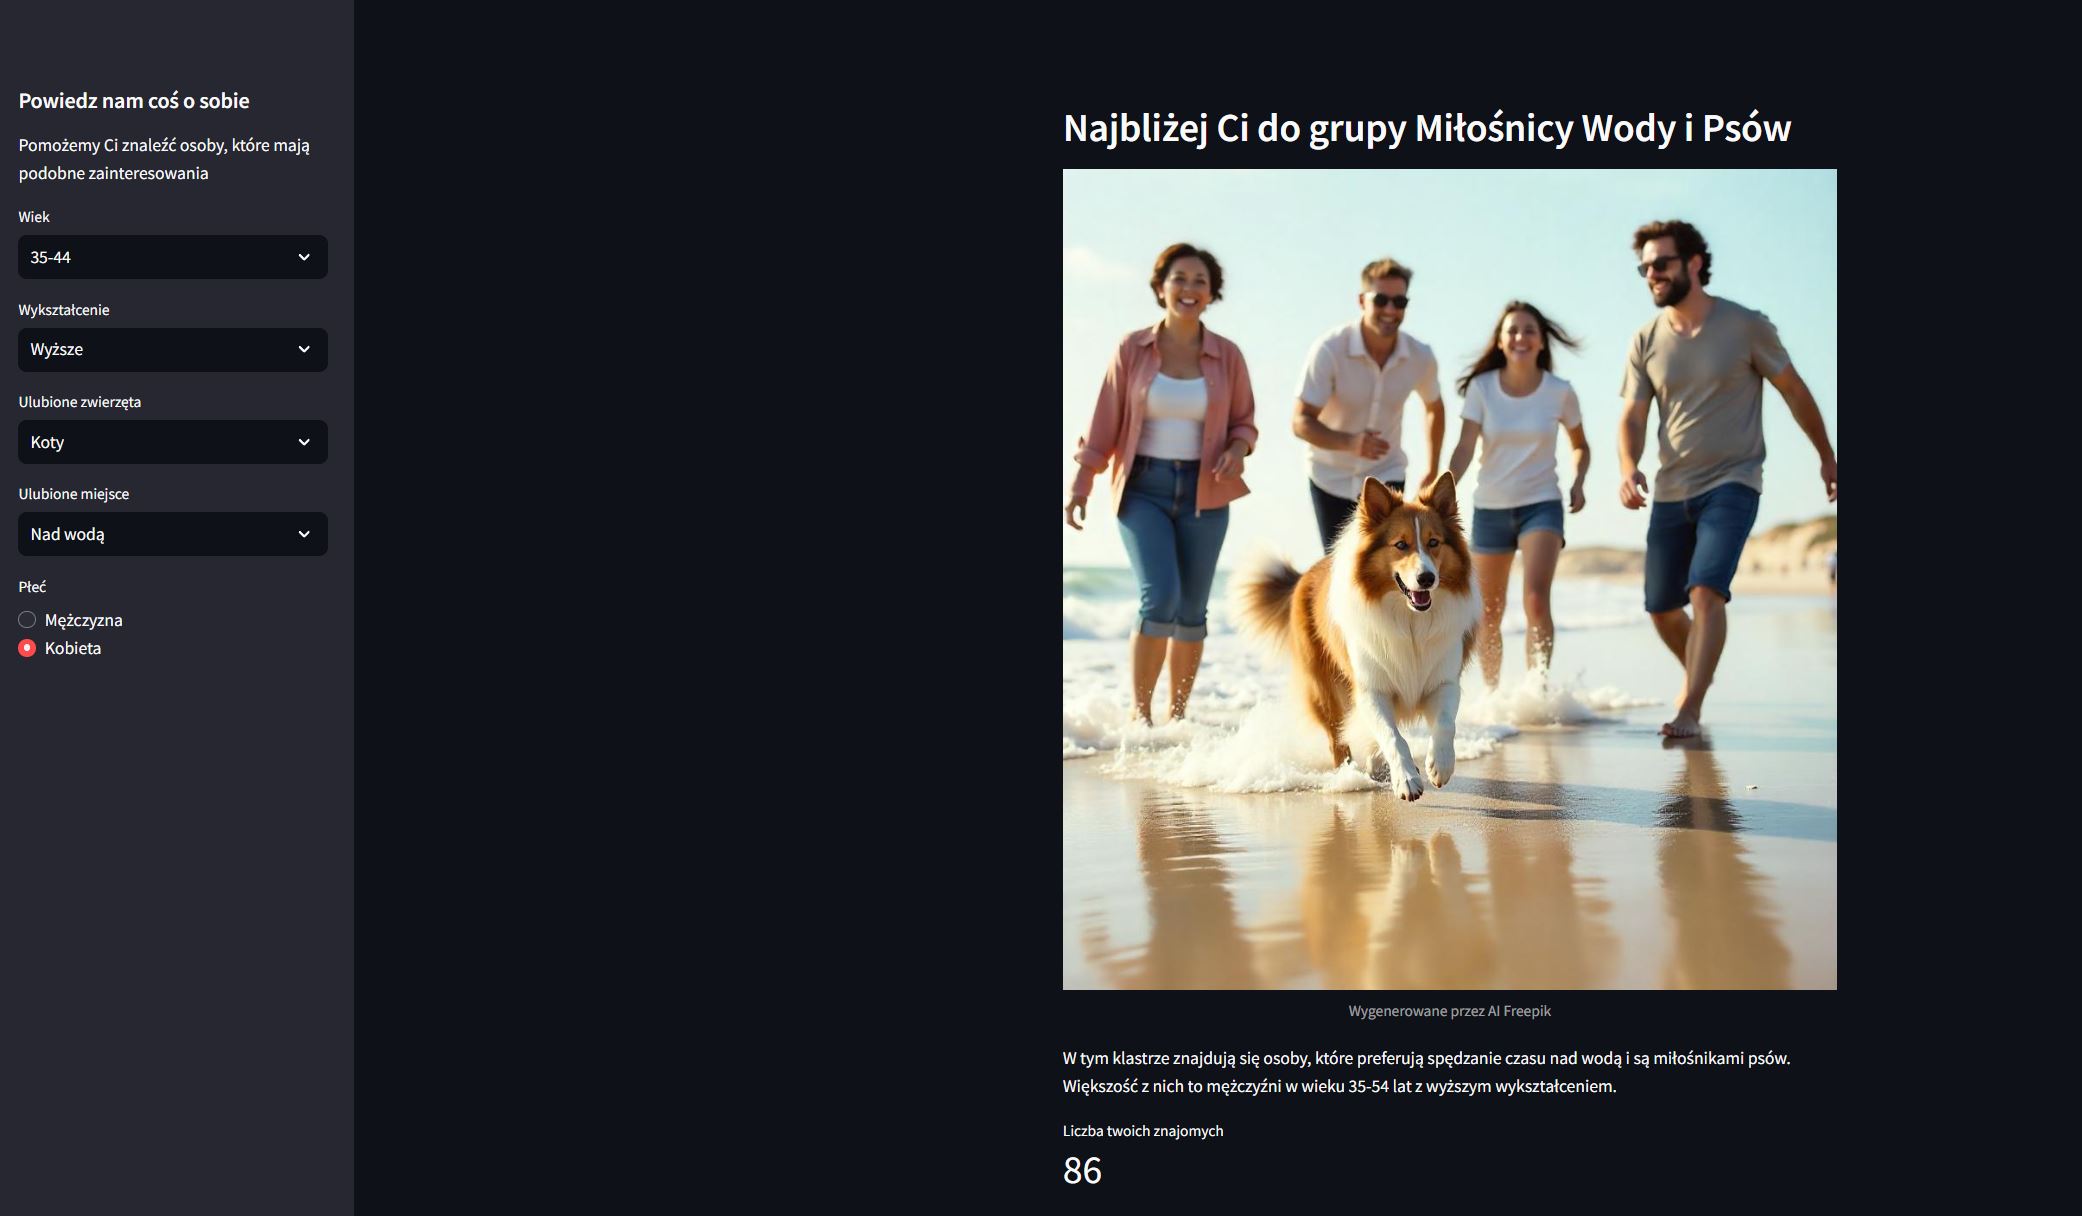 Powiedz nam coś o sobie
Pomożemy Ci znaleźć osoby, które mają
podobne zainteresowania
Wiek
35-44
Wykształcenie
Wyższe
Ulubione zwierzęta
Koty
Ulubione miejsce
Nad wodą
Płeć
Mężczyzna
Kobieta
Najbliżej Ci do grupy Miłośnicy Wody i Psów
Wygenerowane przez AI Freepik
W tym klastrze znajdują się osoby, które preferują spędzanie czasu nad wodą i są miłośnikami psów.
Większość z nich to mężczyźni w wieku 35-54 lat z wyższym wykształceniem.
Liczba twoich znajomych
86